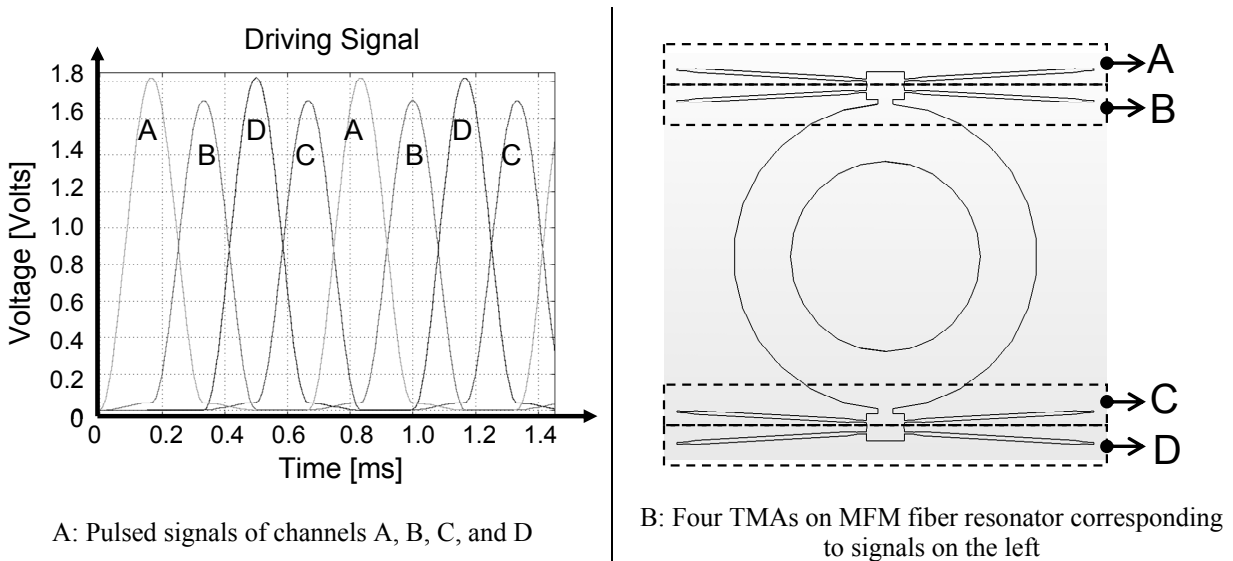 Driving Signal
Voltage [Volts]
1.8
1.6
1.4
1.2
1.0
0.8
0.6
0.4
0.2
0
A
B
D
C
A
B
D
C
0
0.2
0.4
0.6
0.8
1.0
1.2
1.4
Time [ms]
A: Pulsed signals of channels A, B, C, and D
A
B
C
D
B: Four TMAs on MFM fiber resonator corresponding
to signals on the left